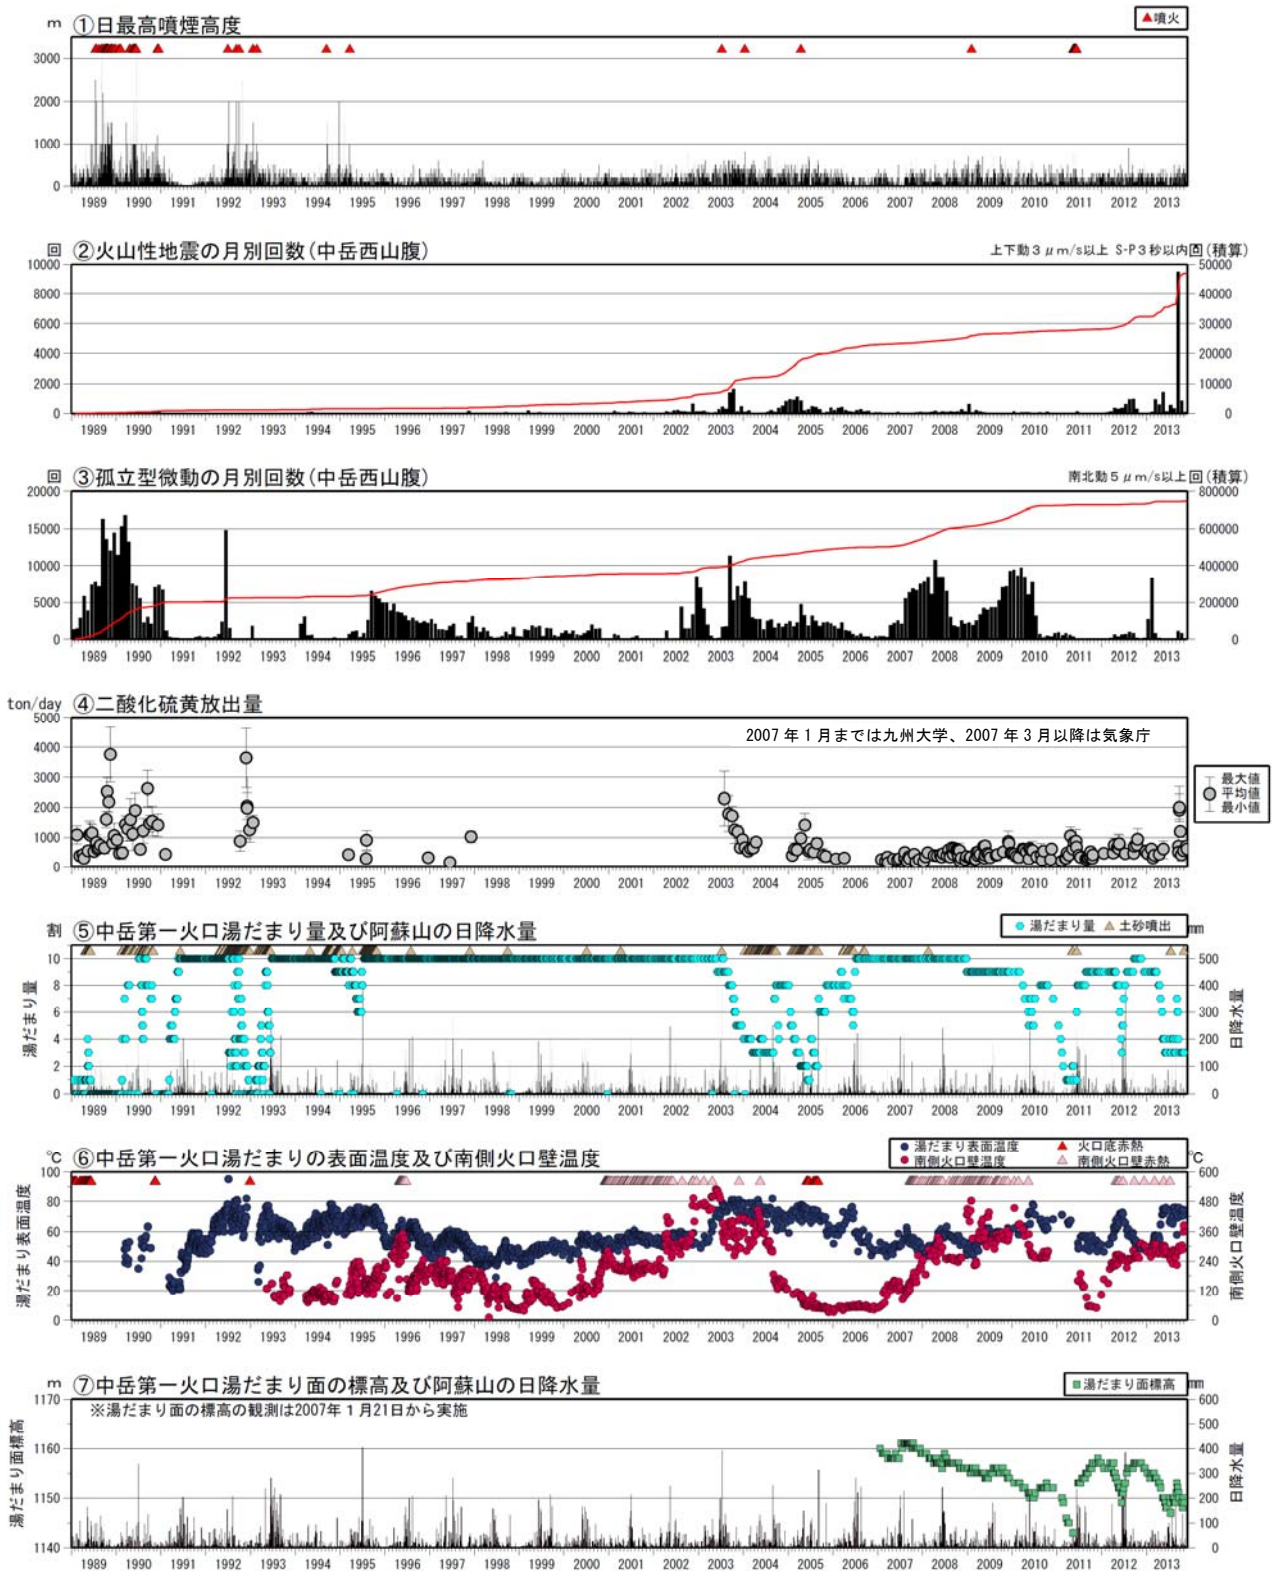 m ①日最高噴煙高度 ▲噴火
3000
2000
1000
0
1989 1990 1991 1992 1993 1994 1995 1996 1997 1998 1999 2000 2001 2002 2003 2004 2005 2006 2007 2008 2009 2010 2011 2012 2013
回 ②火山性地震の月別回数(中岳西山腹) 上下動3μm/s以上 S-P3秒以内 回(積算)
10000 50000
8000 40000
6000 30000
4000 20000
2000 10000
0 0
1989 1990 1991 1992 1993 1994 1995 1996 1997 1998 1999 2000 2001 2002 2003 2004 2005 2006 2007 2008 2009 2010 2011 2012 2013
回 ③孤立型微動の月別回数(中岳西山腹) 南北動5μm/s以上 回(積算)
20000 800000
15000 600000
10000 400000
5000 200000
0 0
1989 1990 1991 1992 1993 1994 1995 1996 1997 1998 1999 2000 2001 2002 2003 2004 2005 2006 2007 2008 2009 2010 2011 2012 2013
ton/day ④二酸化硫黄放出量
2007年1月までは九州大学、2007年3月以降は気象庁
5000
4000
3000
2000
1000
0
最大値
平均値
最小値
1989 1990 1991 1992 1993 1994 1995 1996 1997 1998 1999 2000 2001 2002 2003 2004 2005 2006 2007 2008 2009 2010 2011 2012 2013
割 ⑤中岳第一火口湯だまり量及び阿蘇山の日降水量 湯だまり量 ▲土砂噴出 mm
湯だまり量
日降水量
10 500
8 400
6 300
4 200
2 100
0 0
1989 1990 1991 1992 1993 1994 1995 1996 1997 1998 1999 2000 2001 2002 2003 2004 2005 2006 2007 2008 2009 2010 2011 2012 2013
℃ ⑥中岳第一火口湯だまりの表面温度及び南側火口壁温度 ℃
●湯だまり表面温度 ▲火口底赤熱
●南側火口壁温度 ▲南側火口壁赤熱
湯だまり表面温度
南側火口壁温度
100 600
80 480
60 360
40 240
20 120
0 0
1989 1990 1991 1992 1993 1994 1995 1996 1997 1998 1999 2000 2001 2002 2003 2004 2005 2006 2007 2008 2009 2010 2011 2012 2013
m ⑦中岳第一火口湯だまり面の標高及び阿蘇山の日降水量 ■湯だまり面標高 mm
※湯だまり面の標高の観測は2007年1月21日から実施
湯だまり面標高
日降水量
1170 600
500
1160 400
300
1150 200
100
1140 0
1989 1990 1991 1992 1993 1994 1995 1996 1997 1998 1999 2000 2001 2002 2003 2004 2005 2006 2007 2008 2009 2010 2011 2012 2013